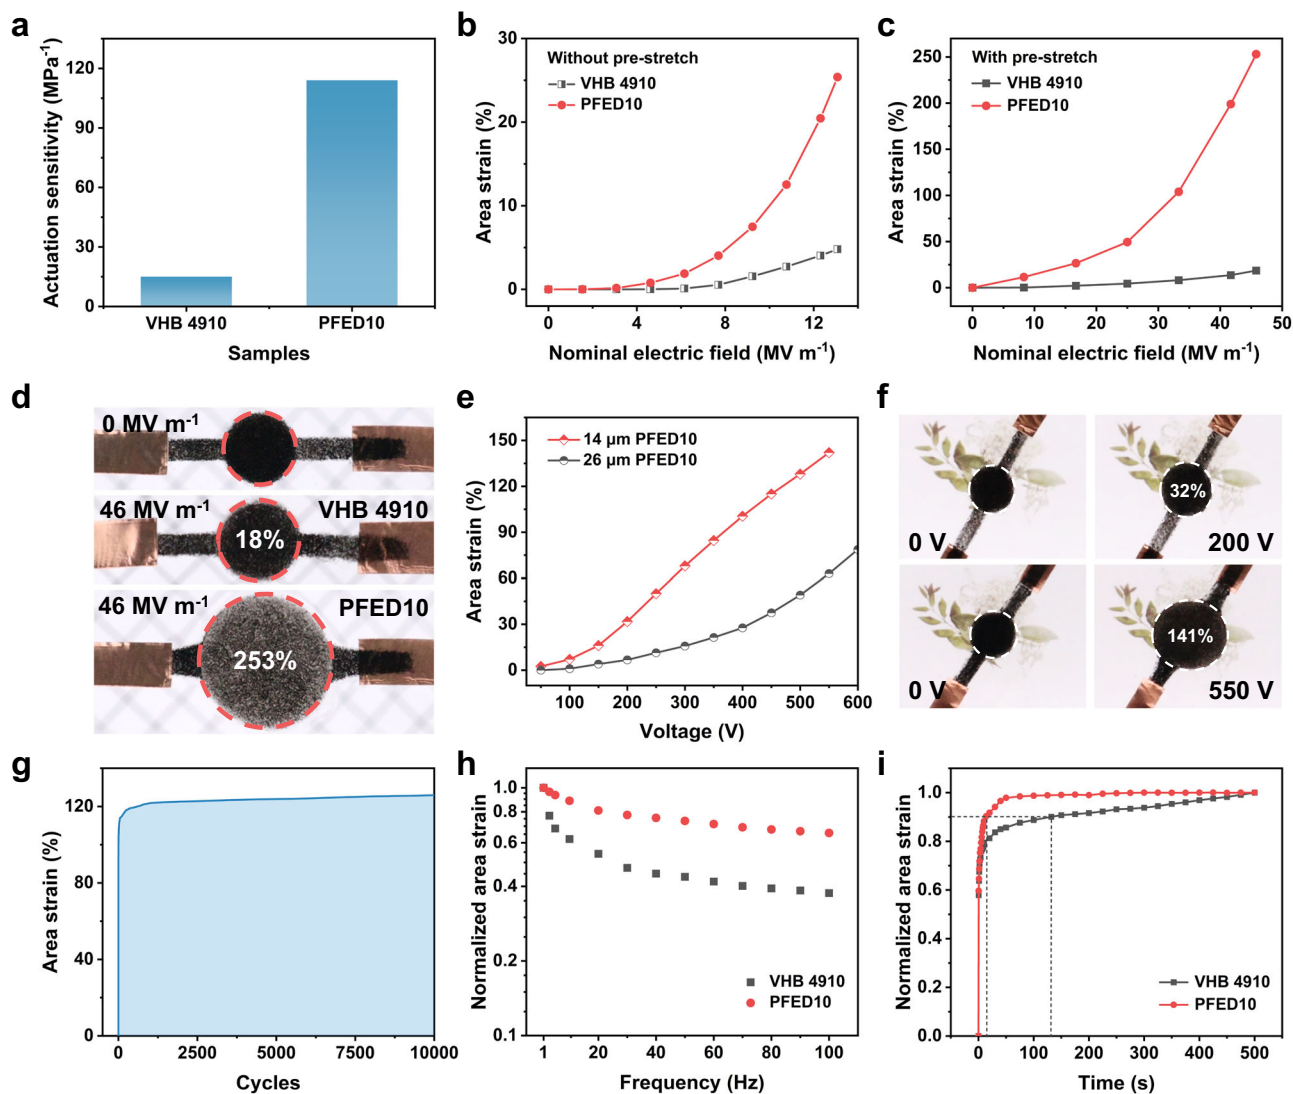 a
Actuation sensitivity (MPa-1)
120
90
60
30
0
VHB 4910
PFED10
Samples
b
Area strain (%)
30
20
10
0
Without pre-stretch
VHB 4910
PFED10
0
4
8
12
Nominal electric field (MV m-1)
c
Area strain (%)
250
200
150
100
50
0
With pre-stretch
VHB 4910
PFED10
0
10
20
30
40
50
Nominal electric field (MV m-1)
d
0 MV m-1
46 MV m-1
VHB 4910
18%
46 MV m-1
PFED10
253%
e
Area strain (%)
150
120
90
60
30
0
14 μm PFED10
26 μm PFED10
100
200
300
400
500
600
Voltage (V)
f
0 V
32%
200 V
0 V
141%
550 V
g
Area strain (%)
120
80
40
0
0
2500
5000
7500
10000
Cycles
h
Normalized area strain
1.0
0.8
0.6
0.4
0.2
0.1
VHB 4910
PFED10
1
20
40
60
80
100
Frequency (Hz)
i
Normalized area strain
1.0
0.8
0.6
0.4
0.2
0.0
VHB 4910
PFED10
0
100
200
300
400
500
Time (s)